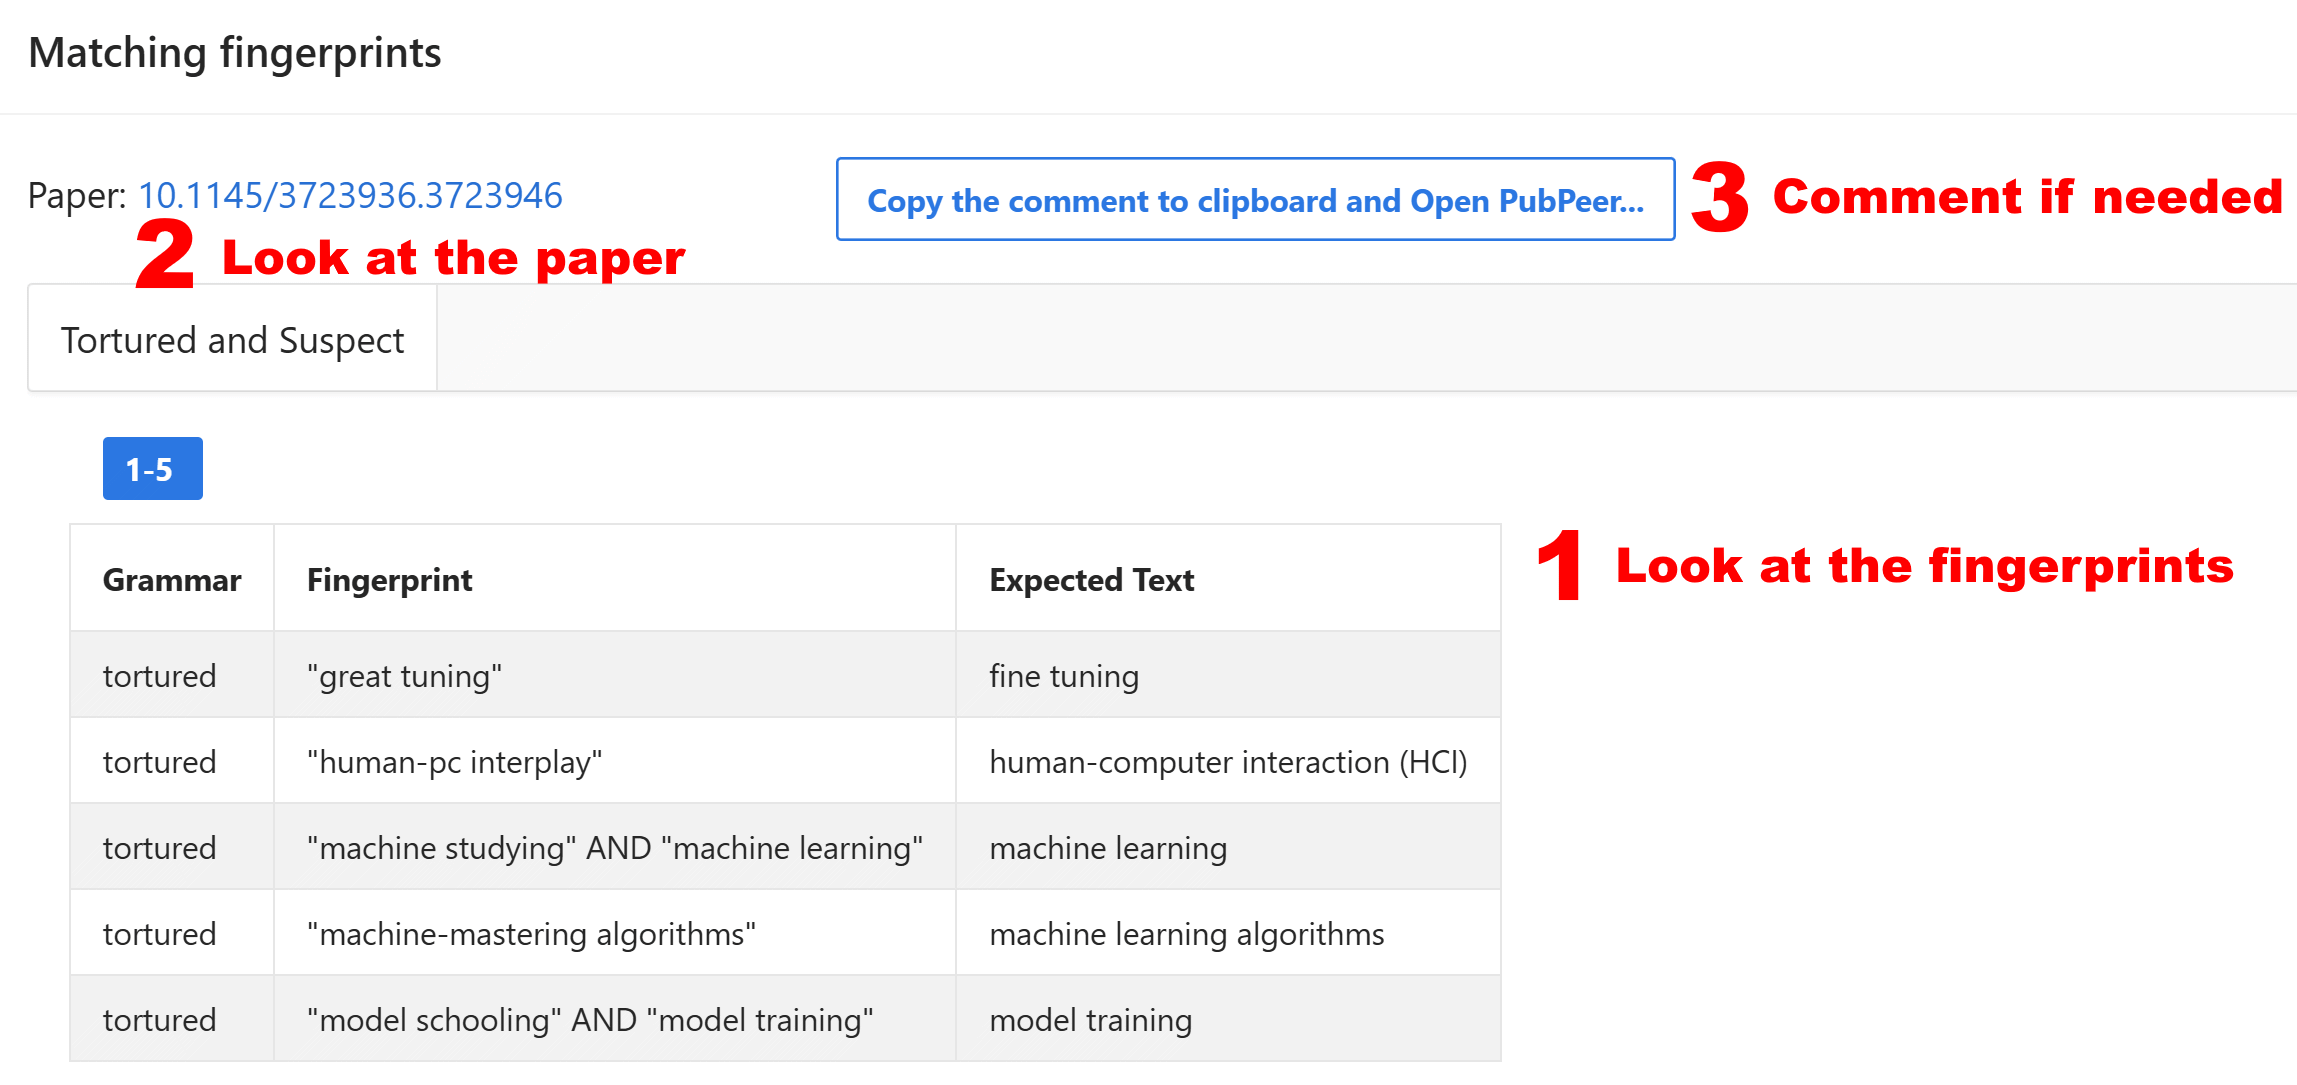 Matching fingerprints
Paper: 10.1145/3723936.3723946
Copy the comment to clipboard and Open PubPeer...
3 Comment if needed
2 Look at the paper
Tortured and Suspect
1-5
1 Look at the fingerprints
Grammar Fingerprint Expected Text
tortured "great tuning" fine tuning
tortured "human-pc interplay" human-computer interaction (HCI)
tortured "machine studying" AND "machine learning" machine learning
tortured "machine-mastering algorithms" machine learning algorithms
tortured "model schooling" AND "model training" model training